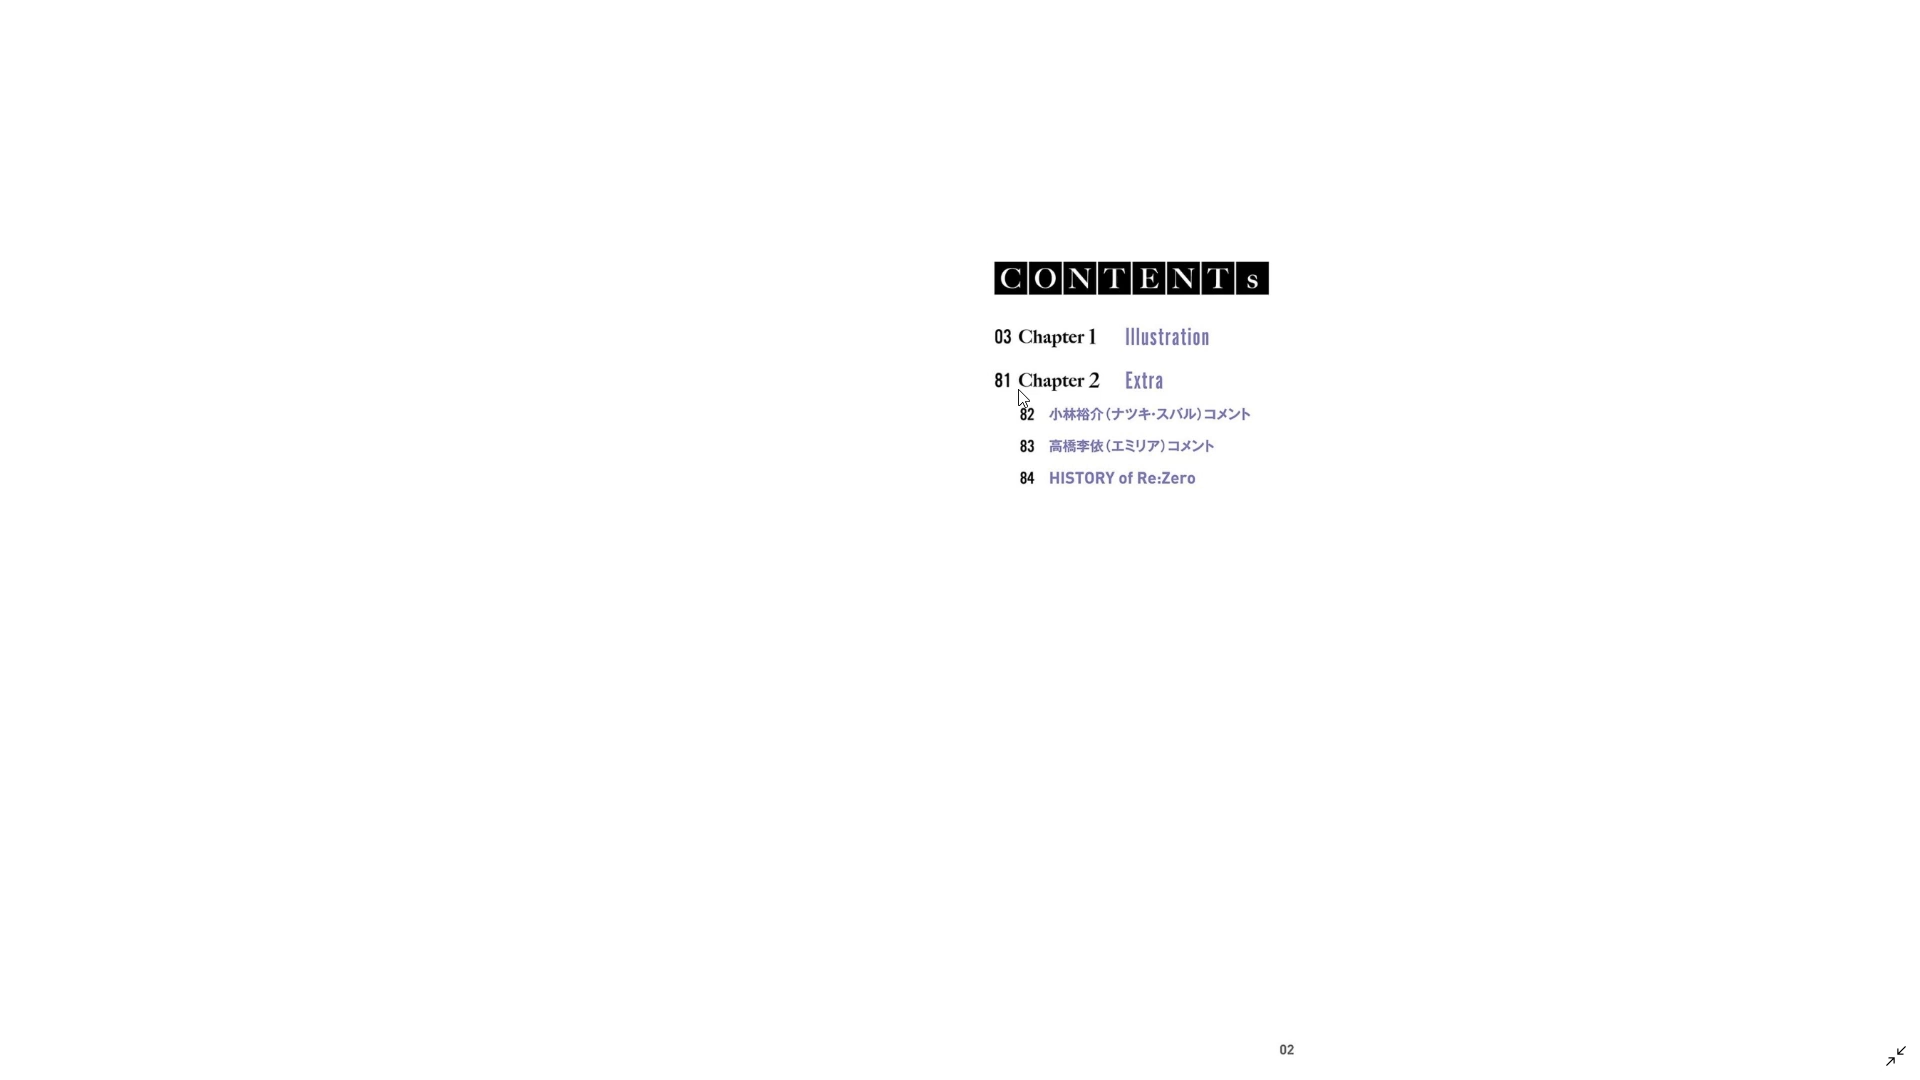 CONTENTs
03 Chapter 1 Illustration
81 Chapter 2 Extra
82 小林裕介(ナツキ・スバル)コメント
83 高橋李依(エミリア)コメント
84 HISTORY of Re:Zero
02